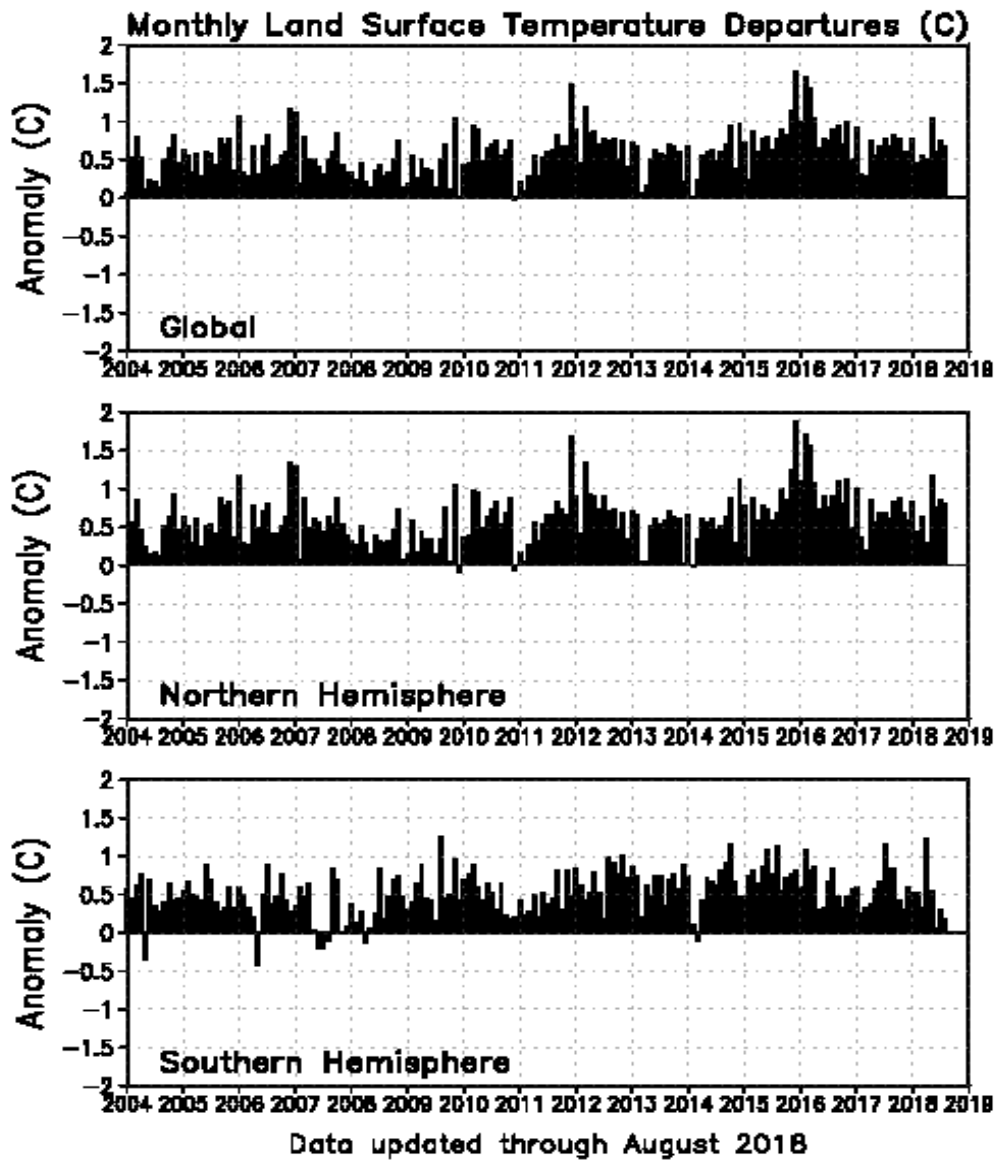 Monthly Land Surface Temperature Departures (C)
Anomaly (C)
2
1.5
1
0.5
0
−0.5
−1
−1.5
−2
Global
2004 2005 2006 2007 2008 2009 2010 2011 2012 2013 2014 2015 2016 2017 2018 2019
Anomaly (C)
2
1.5
1
0.5
0
−0.5
−1
−1.5
−2
Northern Hemisphere
2004 2005 2006 2007 2008 2009 2010 2011 2012 2013 2014 2015 2016 2017 2018 2019
Anomaly (C)
2
1.5
1
0.5
0
−0.5
−1
−1.5
−2
Southern Hemisphere
2004 2005 2006 2007 2008 2009 2010 2011 2012 2013 2014 2015 2016 2017 2018 2019
Data updated through August 2018